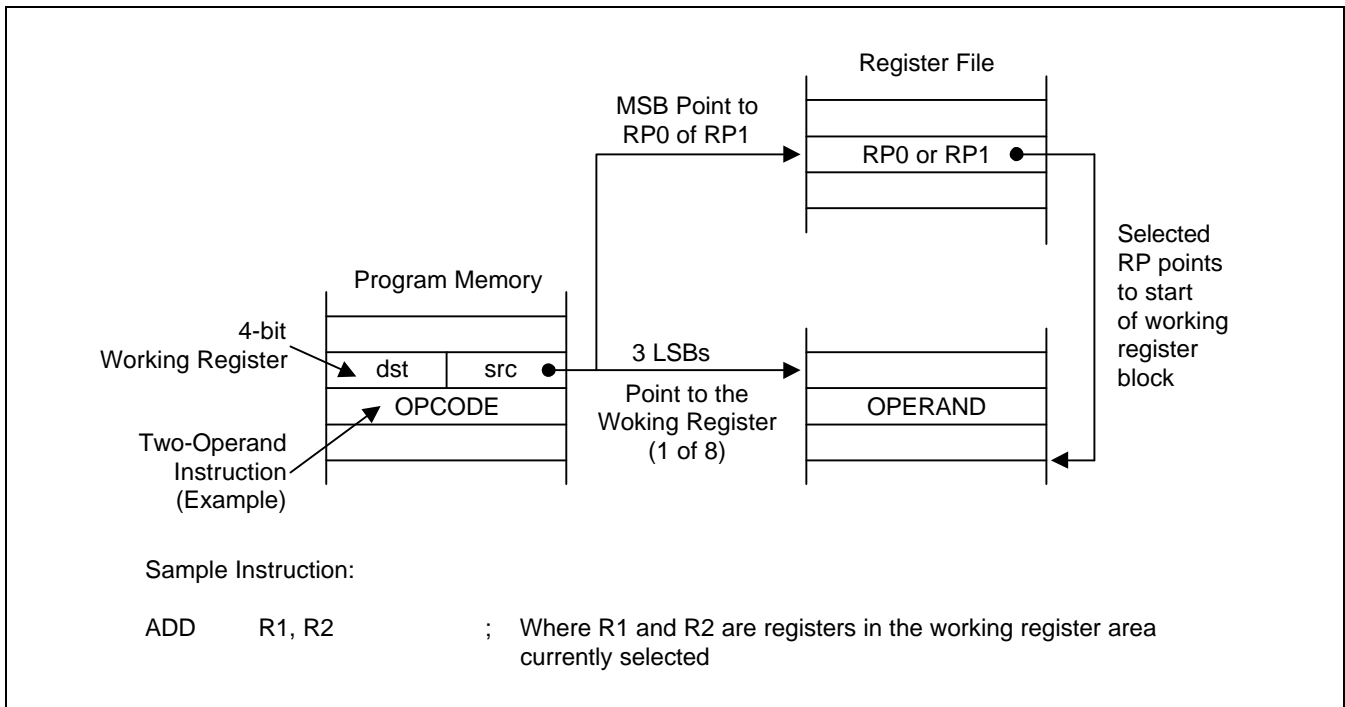 Register File
MSB Point to
RP0 of RP1
RP0 or RP1
Selected
RP points
to start
of working
register
block
Program Memory
4-bit
Working Register
dst src
3 LSBs
OPCODE
Point to the
Woking Register
(1 of 8)
OPERAND
Two-Operand
Instruction
(Example)
Sample Instruction:
ADD R1, R2 ; Where R1 and R2 are registers in the working register area
currently selected